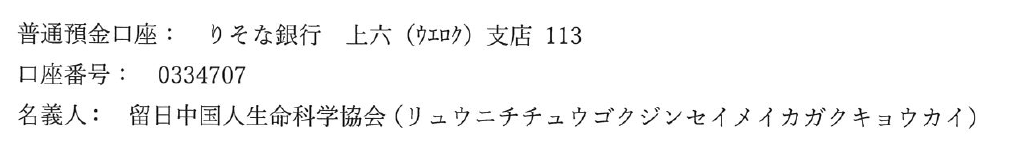 普通預金口座： りそな銀行 上六（ｳｴﾛｸ）支店 113
口座番号： 0334707
名義人： 留日中国人生命科学協会（リュウニチチュウゴクジンセイメイカガクキョウカイ）